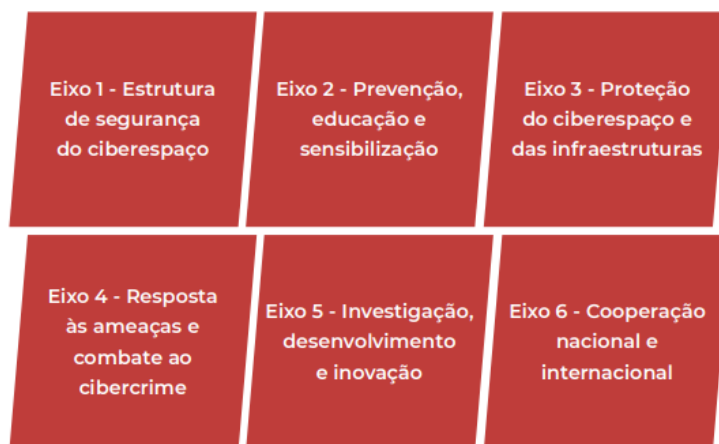 Eixo 1 - Estrutura
de segurança
do ciberespaço
Eixo 2 - Prevenção,
educação e
sensibilização
Eixo 3 - Proteção
do ciberespaço e
das infraestruturas
Eixo 4 - Resposta
às ameaças e
combate ao
cibercrime
Eixo 5 - Investigação,
desenvolvimento
e inovação
Eixo 6 - Cooperação
nacional e
internacional